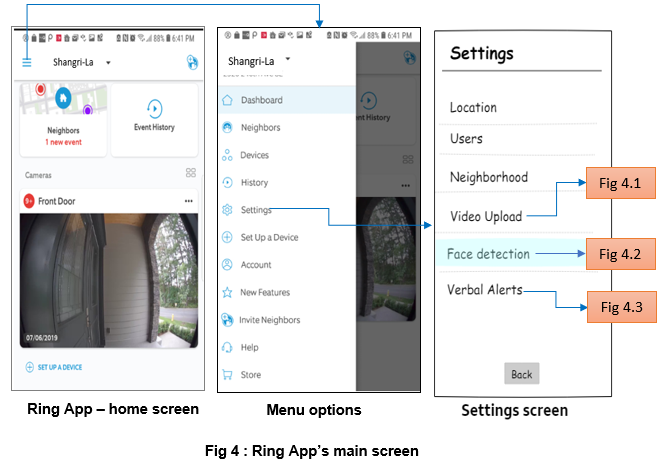 6:41 PM
88%
Shangri-La
Neighbors
1 new event
Event History
Cameras
9+ Front Door
07/06/2019
SET UP A DEVICE
Ring App – home screen
88% 6:41 PM
Shangri-La
Dashboard
Neighbors
Devices
History
Settings
Set Up a Device
Account
New Features
Invite Neighbors
Help
Store
nt History
Menu options
Settings
Location
Users
Neighborhood
Video Upload
Face detection
Verbal Alerts
Back
Settings screen
Fig 4.1
Fig 4.2
Fig 4.3
Fig 4 : Ring App’s main screen